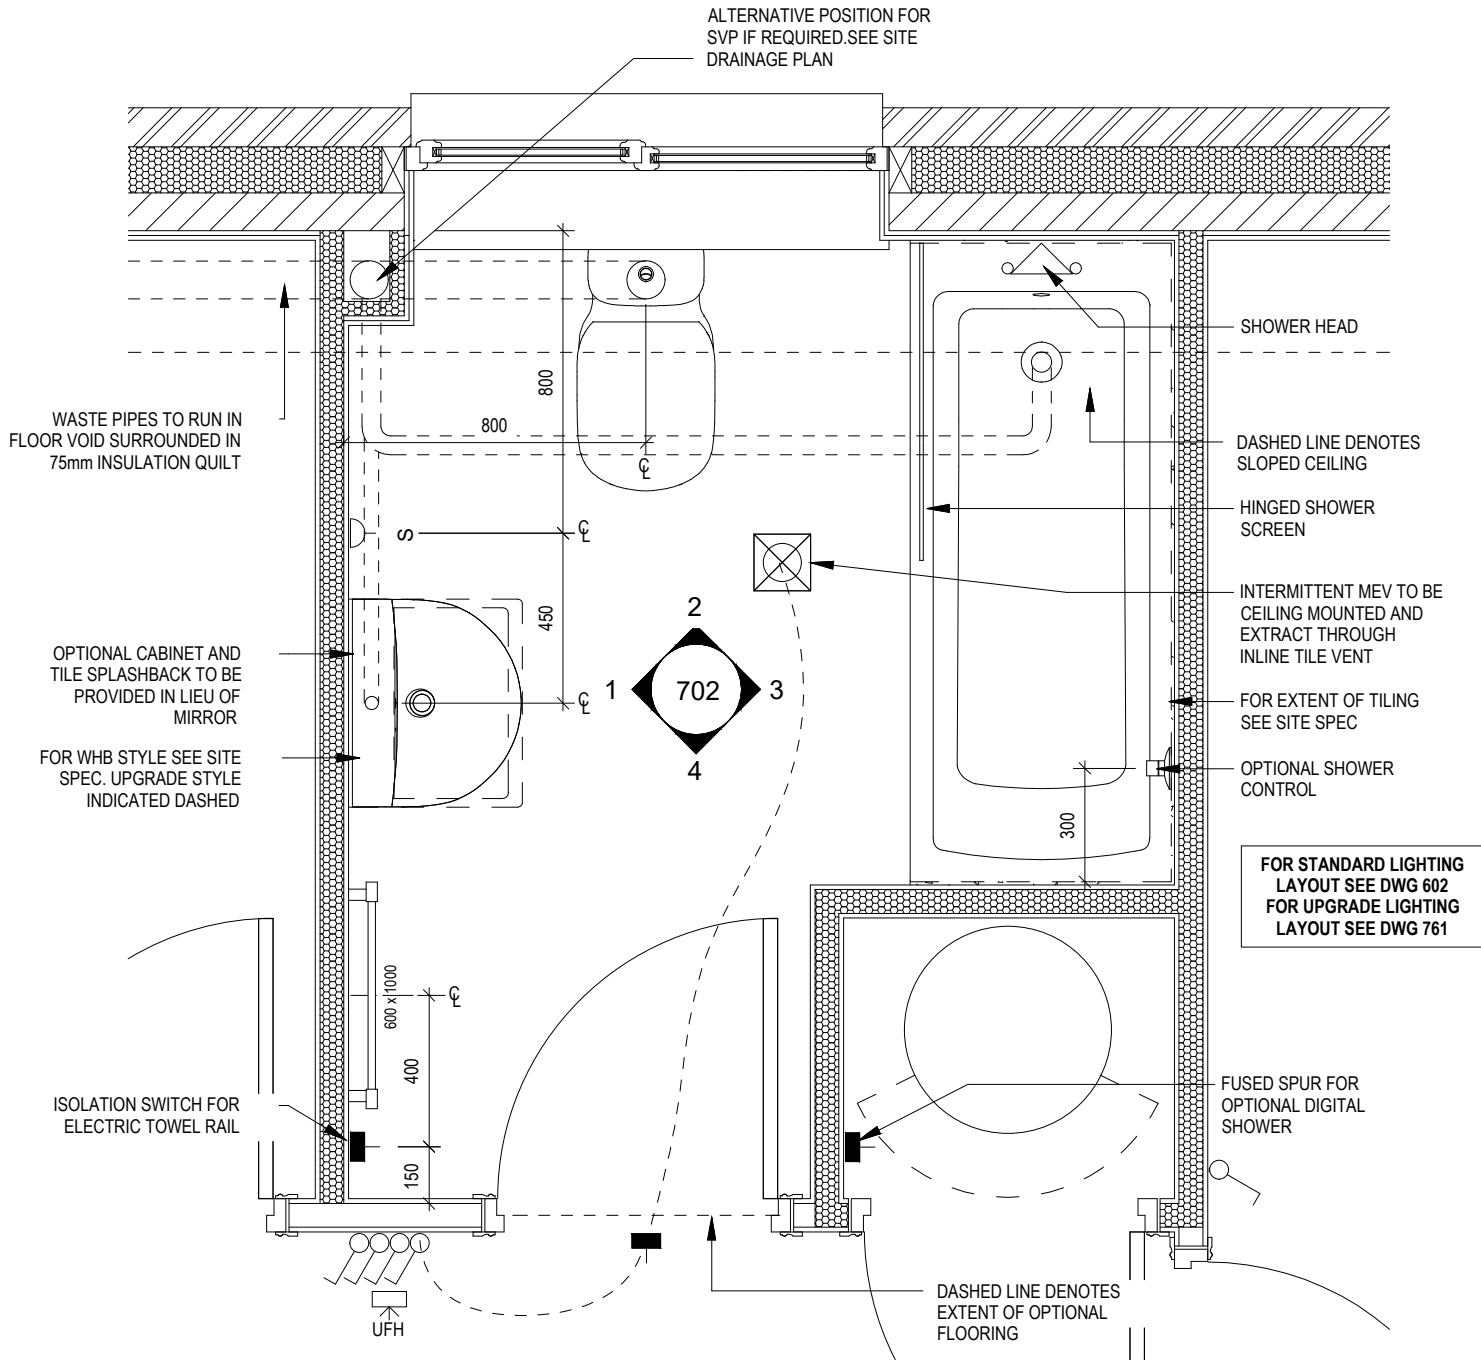 ALTERNATIVE POSITION FOR
SVP IF REQUIRED.SEE SITE
DRAINAGE PLAN
SHOWER HEAD
WASTE PIPES TO RUN IN
FLOOR VOID SURROUNDED IN
75mm INSULATION QUILT
800
800
℄
DASHED LINE DENOTES
SLOPED CEILING
HINGED SHOWER
SCREEN
S
℄
450
INTERMITTENT MEV TO BE
CEILING MOUNTED AND
EXTRACT THROUGH
INLINE TILE VENT
OPTIONAL CABINET AND
TILE SPLASHBACK TO BE
PROVIDED IN LIEU OF
MIRROR
2
1
702
3
4
℄
FOR EXTENT OF TILING
SEE SITE SPEC
FOR WHB STYLE SEE SITE
SPEC. UPGRADE STYLE
INDICATED DASHED
OPTIONAL SHOWER
CONTROL
300
FOR STANDARD LIGHTING
LAYOUT SEE DWG 602
FOR UPGRADE LIGHTING
LAYOUT SEE DWG 761
600 x 1000
℄
400
ISOLATION SWITCH FOR
ELECTRIC TOWEL RAIL
150
FUSED SPUR FOR
OPTIONAL DIGITAL
SHOWER
UFH
DASHED LINE DENOTES
EXTENT OF OPTIONAL
FLOORING